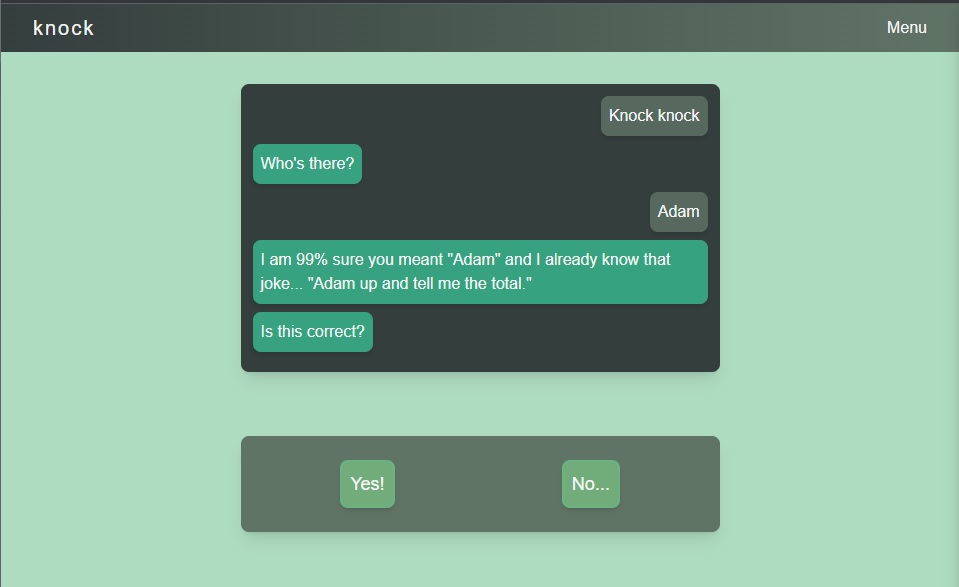 knock
Menu
Knock knock
Who's there?
Adam
I am 99% sure you meant "Adam" and I already know that
joke... "Adam up and tell me the total."
Is this correct?
Yes!
No...